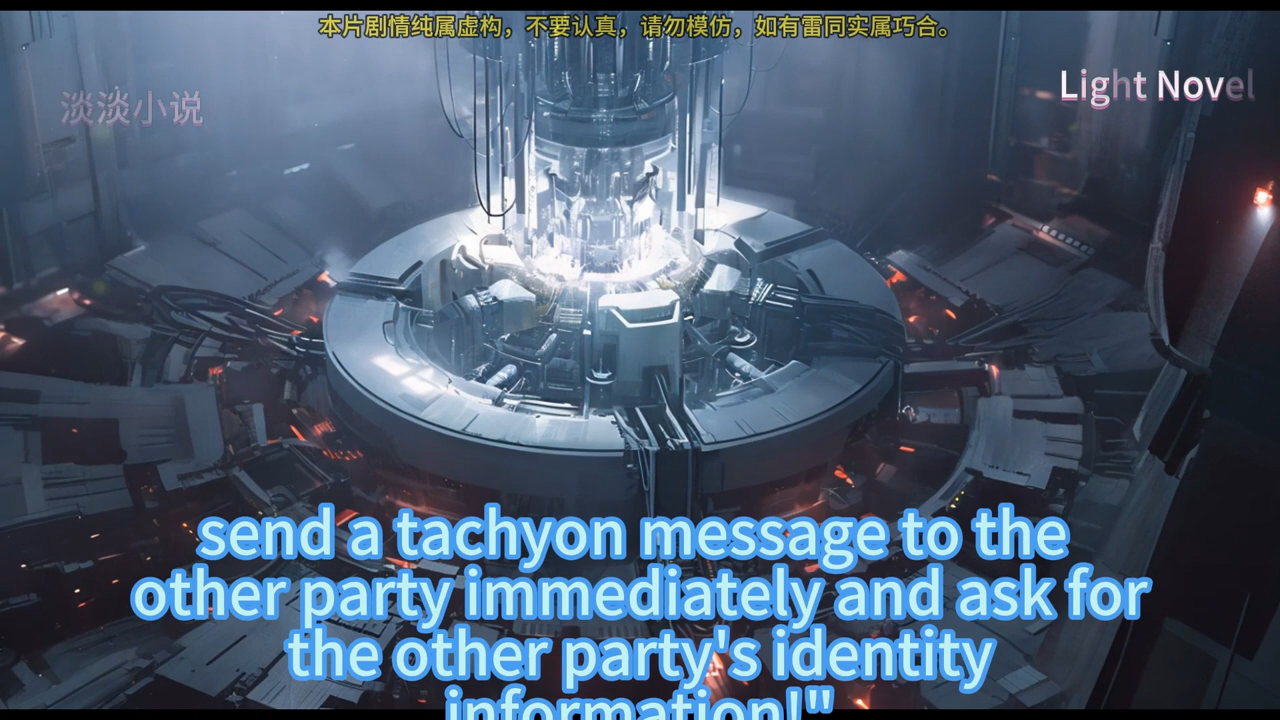 本片剧情纯属虚构，不要认真，请勿模仿，如有雷同实属巧合。
淡淡小说
Light Novel
send a tachyon message to the
other party immediately and ask for
the other party's identity
information!"